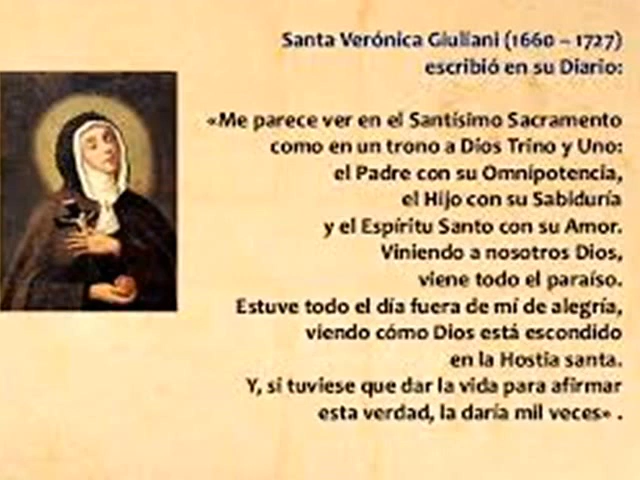 Santa Verónica Giuliani (1660 – 1727)
escribió en su Diario:
«Me parece ver en el Santísimo Sacramento
como en un trono a Dios Trino y Uno:
el Padre con su Omnipotencia,
el Hijo con su Sabiduría
y el Espíritu Santo con su Amor.
Viniendo a nosotros Dios,
viene todo el paraíso.
Estuve todo el día fuera de mí de alegría,
viendo cómo Dios está escondido
en la Hostia santa.
Y, si tuviese que dar la vida para afirmar
esta verdad, la daría mil veces» .